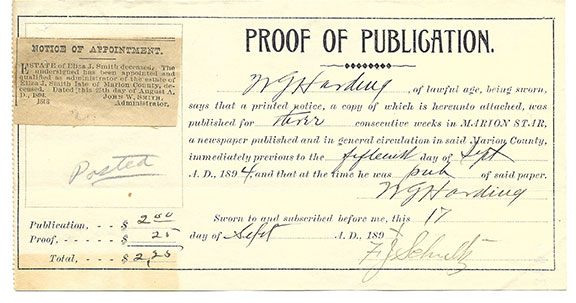 NOTICE OF APPOINTMENT.
ESTATE of Eliza J. Smith deceased. The
undersigned has been appointed and
qualified as administrator of the estate of
Eliza J. Smith late of Marion County, de-
ceased. Dated this 25th day of August A.
D., 1894. JOHN W. SMITH,
Administrator.
Posted
Publication, - - - - $ 2.00
Proof, - - - - - $ 25
Total, - - $ 2,25
PROOF OF PUBLICATION.
W G Harding, of lawful age, being sworn,
says that a printed notice, a copy of which is hereunto attached, was
published for three consecutive weeks in MARION STAR,
a newspaper published and in general circulation in said Marion County,
immediately previous to the fifteenth day of Sept
A. D., 1894, and that at the time he was pub of said paper.
W G Harding
Sworn to and subscribed before me, this 17
day of Sept A. D., 189
F. J. Schultz